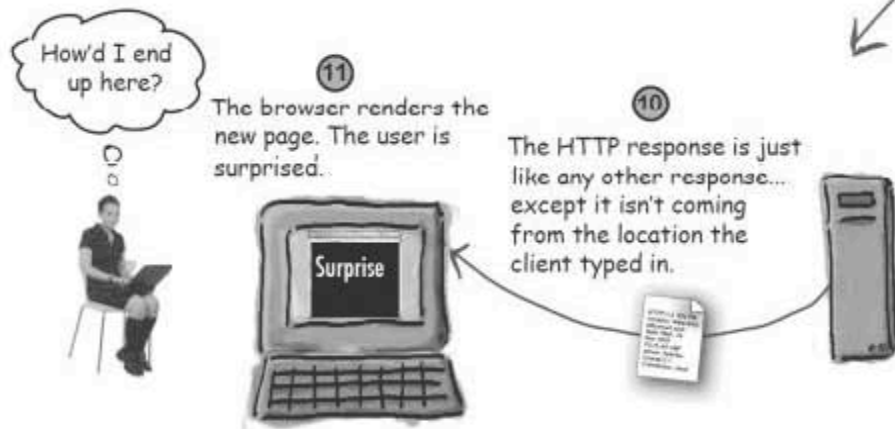 How'd I end
up here?
11
The browser renders the
new page. The user is
surprised.
10
The HTTP response is just
like any other response...
except it isn't coming
from the location the
client typed in.
Surprise